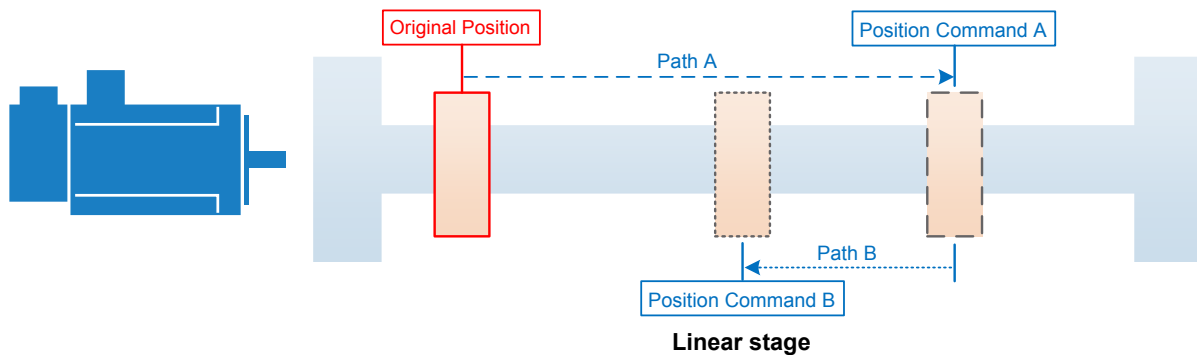 Original Position
Position Command A
Path A
Path B
Position Command B
Linear stage